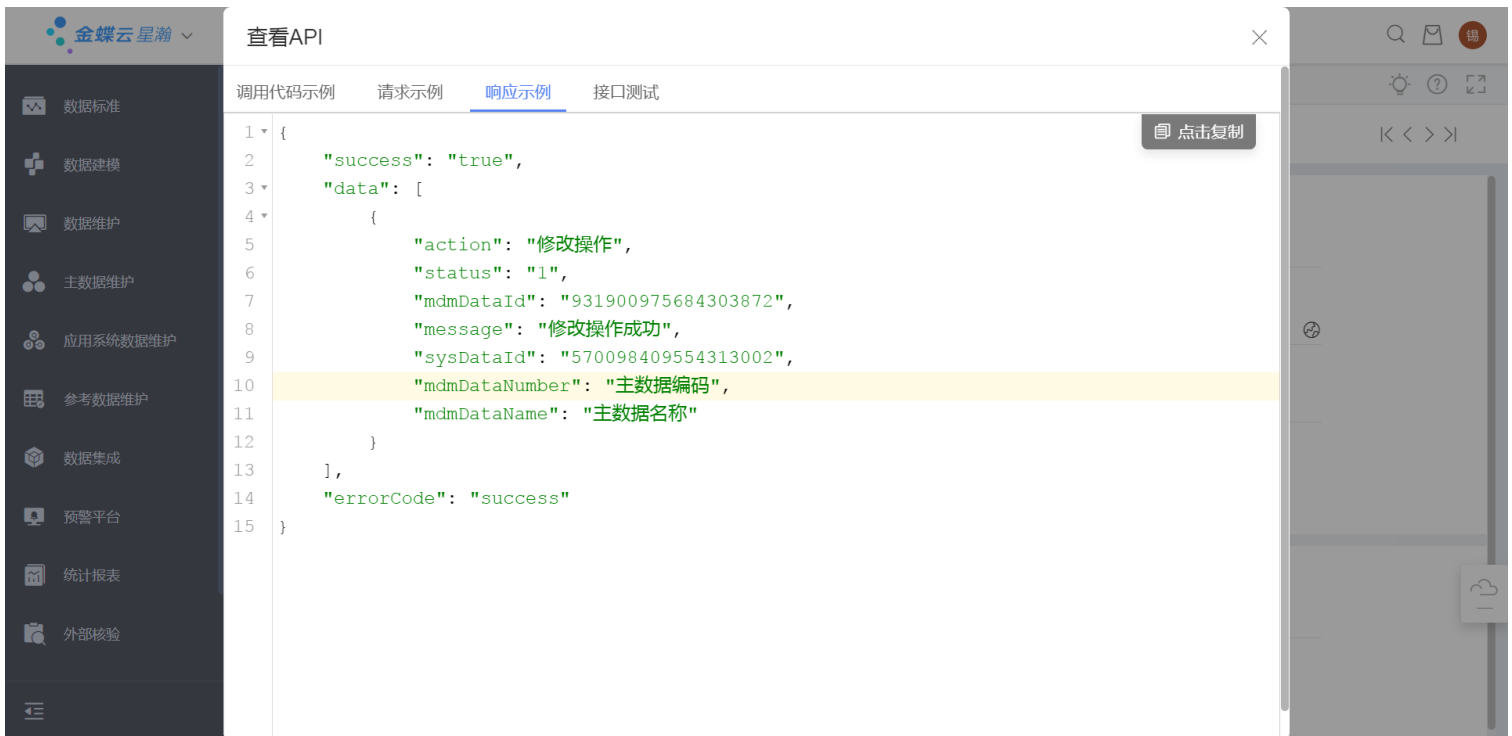 金蝶云 星瀚
查看API
锡
调用代码示例 请求示例 响应示例 接口测试
点击复制
数据标准
数据建模
数据维护
主数据维护
应用系统数据维护
参考数据维护
数据集成
预警平台
统计报表
外部核验
1 {
2 "success": "true",
3 "data": [
4 {
5 "action": "修改操作",
6 "status": "1",
7 "mdmDataId": "931900975684303872",
8 "message": "修改操作成功",
9 "sysDataId": "570098409554313002",
10 "mdmDataNumber": "主数据编码",
11 "mdmDataName": "主数据名称"
12 }
13 ],
14 "errorCode": "success"
15 }